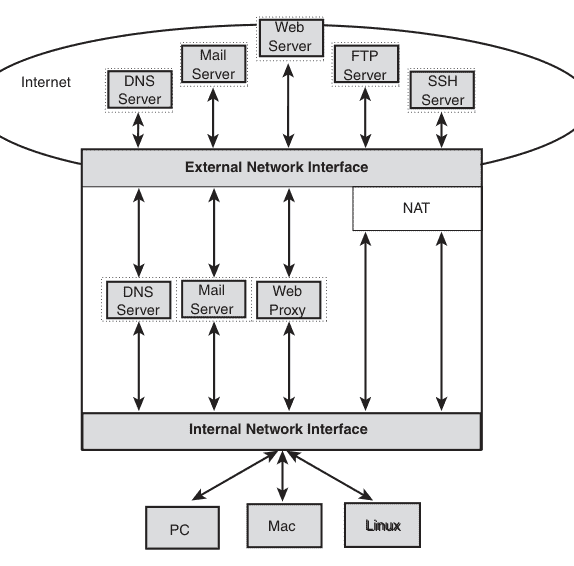 Web
Server
Mail
Server
FTP
Server
Internet
DNS
Server
SSH
Server
External Network Interface
NAT
DNS
Server
Mail
Server
Web
Proxy
Internal Network Interface
PC
Mac
Linux